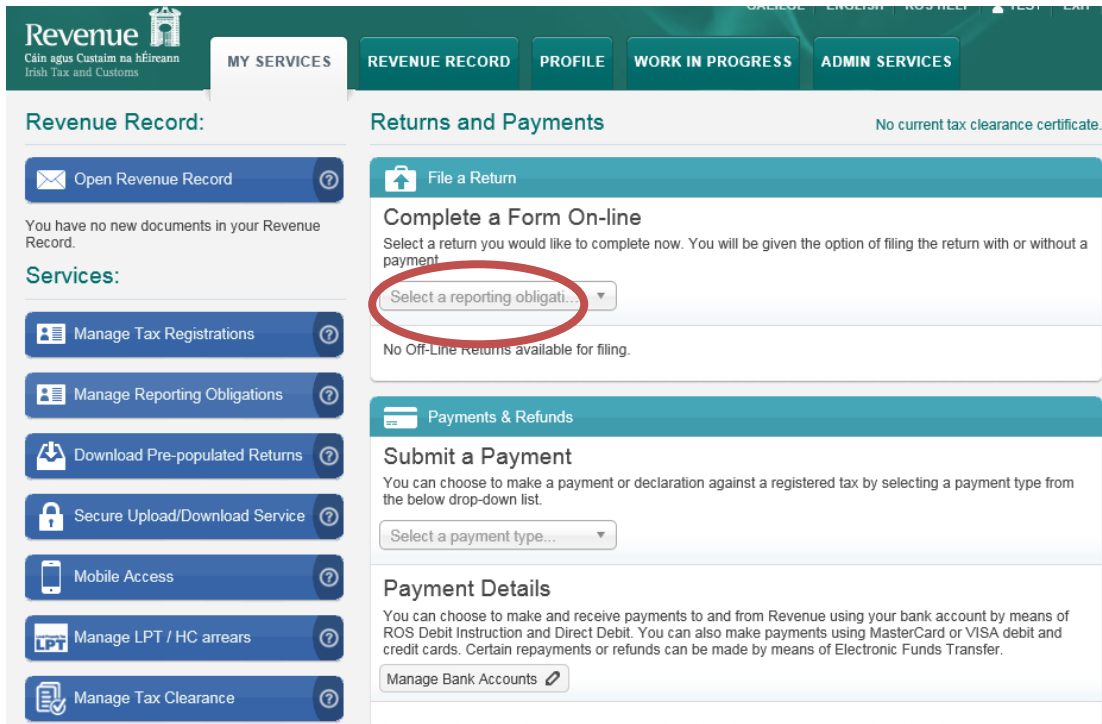 GAEILGE ENGLISH ROS HELP TEST EXIT
Revenue
Cáin agus Custaim na hÉireann
Irish Tax and Customs
MY SERVICES
REVENUE RECORD
PROFILE
WORK IN PROGRESS
ADMIN SERVICES
Revenue Record:
Open Revenue Record
You have no new documents in your Revenue
Record.
Services:
Manage Tax Registrations
Manage Reporting Obligations
Download Pre-populated Returns
Secure Upload/Download Service
Mobile Access
LPT Manage LPT / HC arrears
Manage Tax Clearance
Returns and Payments
No current tax clearance certificate.
File a Return
Complete a Form On-line
Select a return you would like to complete now. You will be given the option of filing the return with or without a
payment
Select a reporting obligati...
No Off-Line Returns available for filing.
Payments & Refunds
Submit a Payment
You can choose to make a payment or declaration against a registered tax by selecting a payment type from
the below drop-down list.
Select a payment type...
Payment Details
You can choose to make and receive payments to and from Revenue using your bank account by means of
ROS Debit Instruction and Direct Debit. You can also make payments using MasterCard or VISA debit and
credit cards. Certain repayments or refunds can be made by means of Electronic Funds Transfer.
Manage Bank Accounts